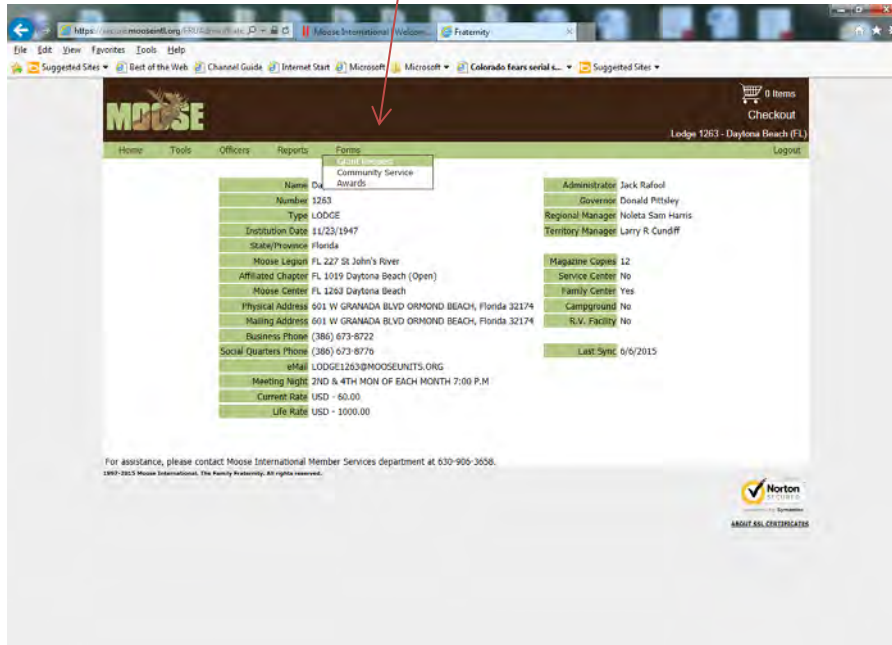 Moose International Welcom...
Fraternity
File Edit View Favorites Tools Help
Suggested Sites Best of the Web Channel Guide Internet Start Microsoft Microsoft Colorado fears serial s... Suggested Sites
0 Items
MOOSE
Checkout
Lodge 1263 - Daytona Beach (FL)
Home Tools Officers Reports Forms Logout
Grant Request
Community Service
Awards
Name Da
Administrator Jack Rafool
Number 1263
Governor Donald Pittsley
Type LODGE
Regional Manager Noleta Sam Harris
Institution Date 11/23/1947
Territory Manager Larry R Cundiff
State/Province Florida
Moose Legion FL 227 St John's River
Magazine Copies 12
Affiliated Chapter FL 1019 Daytona Beach (Open)
Service Center No
Moose Center FL 1263 Daytona Beach
Family Center Yes
Physical Address 601 W GRANADA BLVD ORMOND BEACH, Florida 32174
Campground No
Mailing Address 601 W GRANADA BLVD ORMOND BEACH, Florida 32174
R.V. Facility No
Business Phone (386) 673-8722
Social Quarters Phone (386) 673-8776
Last Sync 6/6/2015
eMail LODGE1263@MOOSEUNITS.ORG
Meeting Night 2ND & 4TH MON OF EACH MONTH 7:00 P.M
Current Rate USD - 60.00
Life Rate USD - 1000.00
For assistance, please contact Moose International Member Services department at 630-906-3658.
1997-2015 Moose International. The Family Fraternity. All rights reserved.
Norton
SECURED
powered by Symantec
ABOUT SSL CERTIFICATES